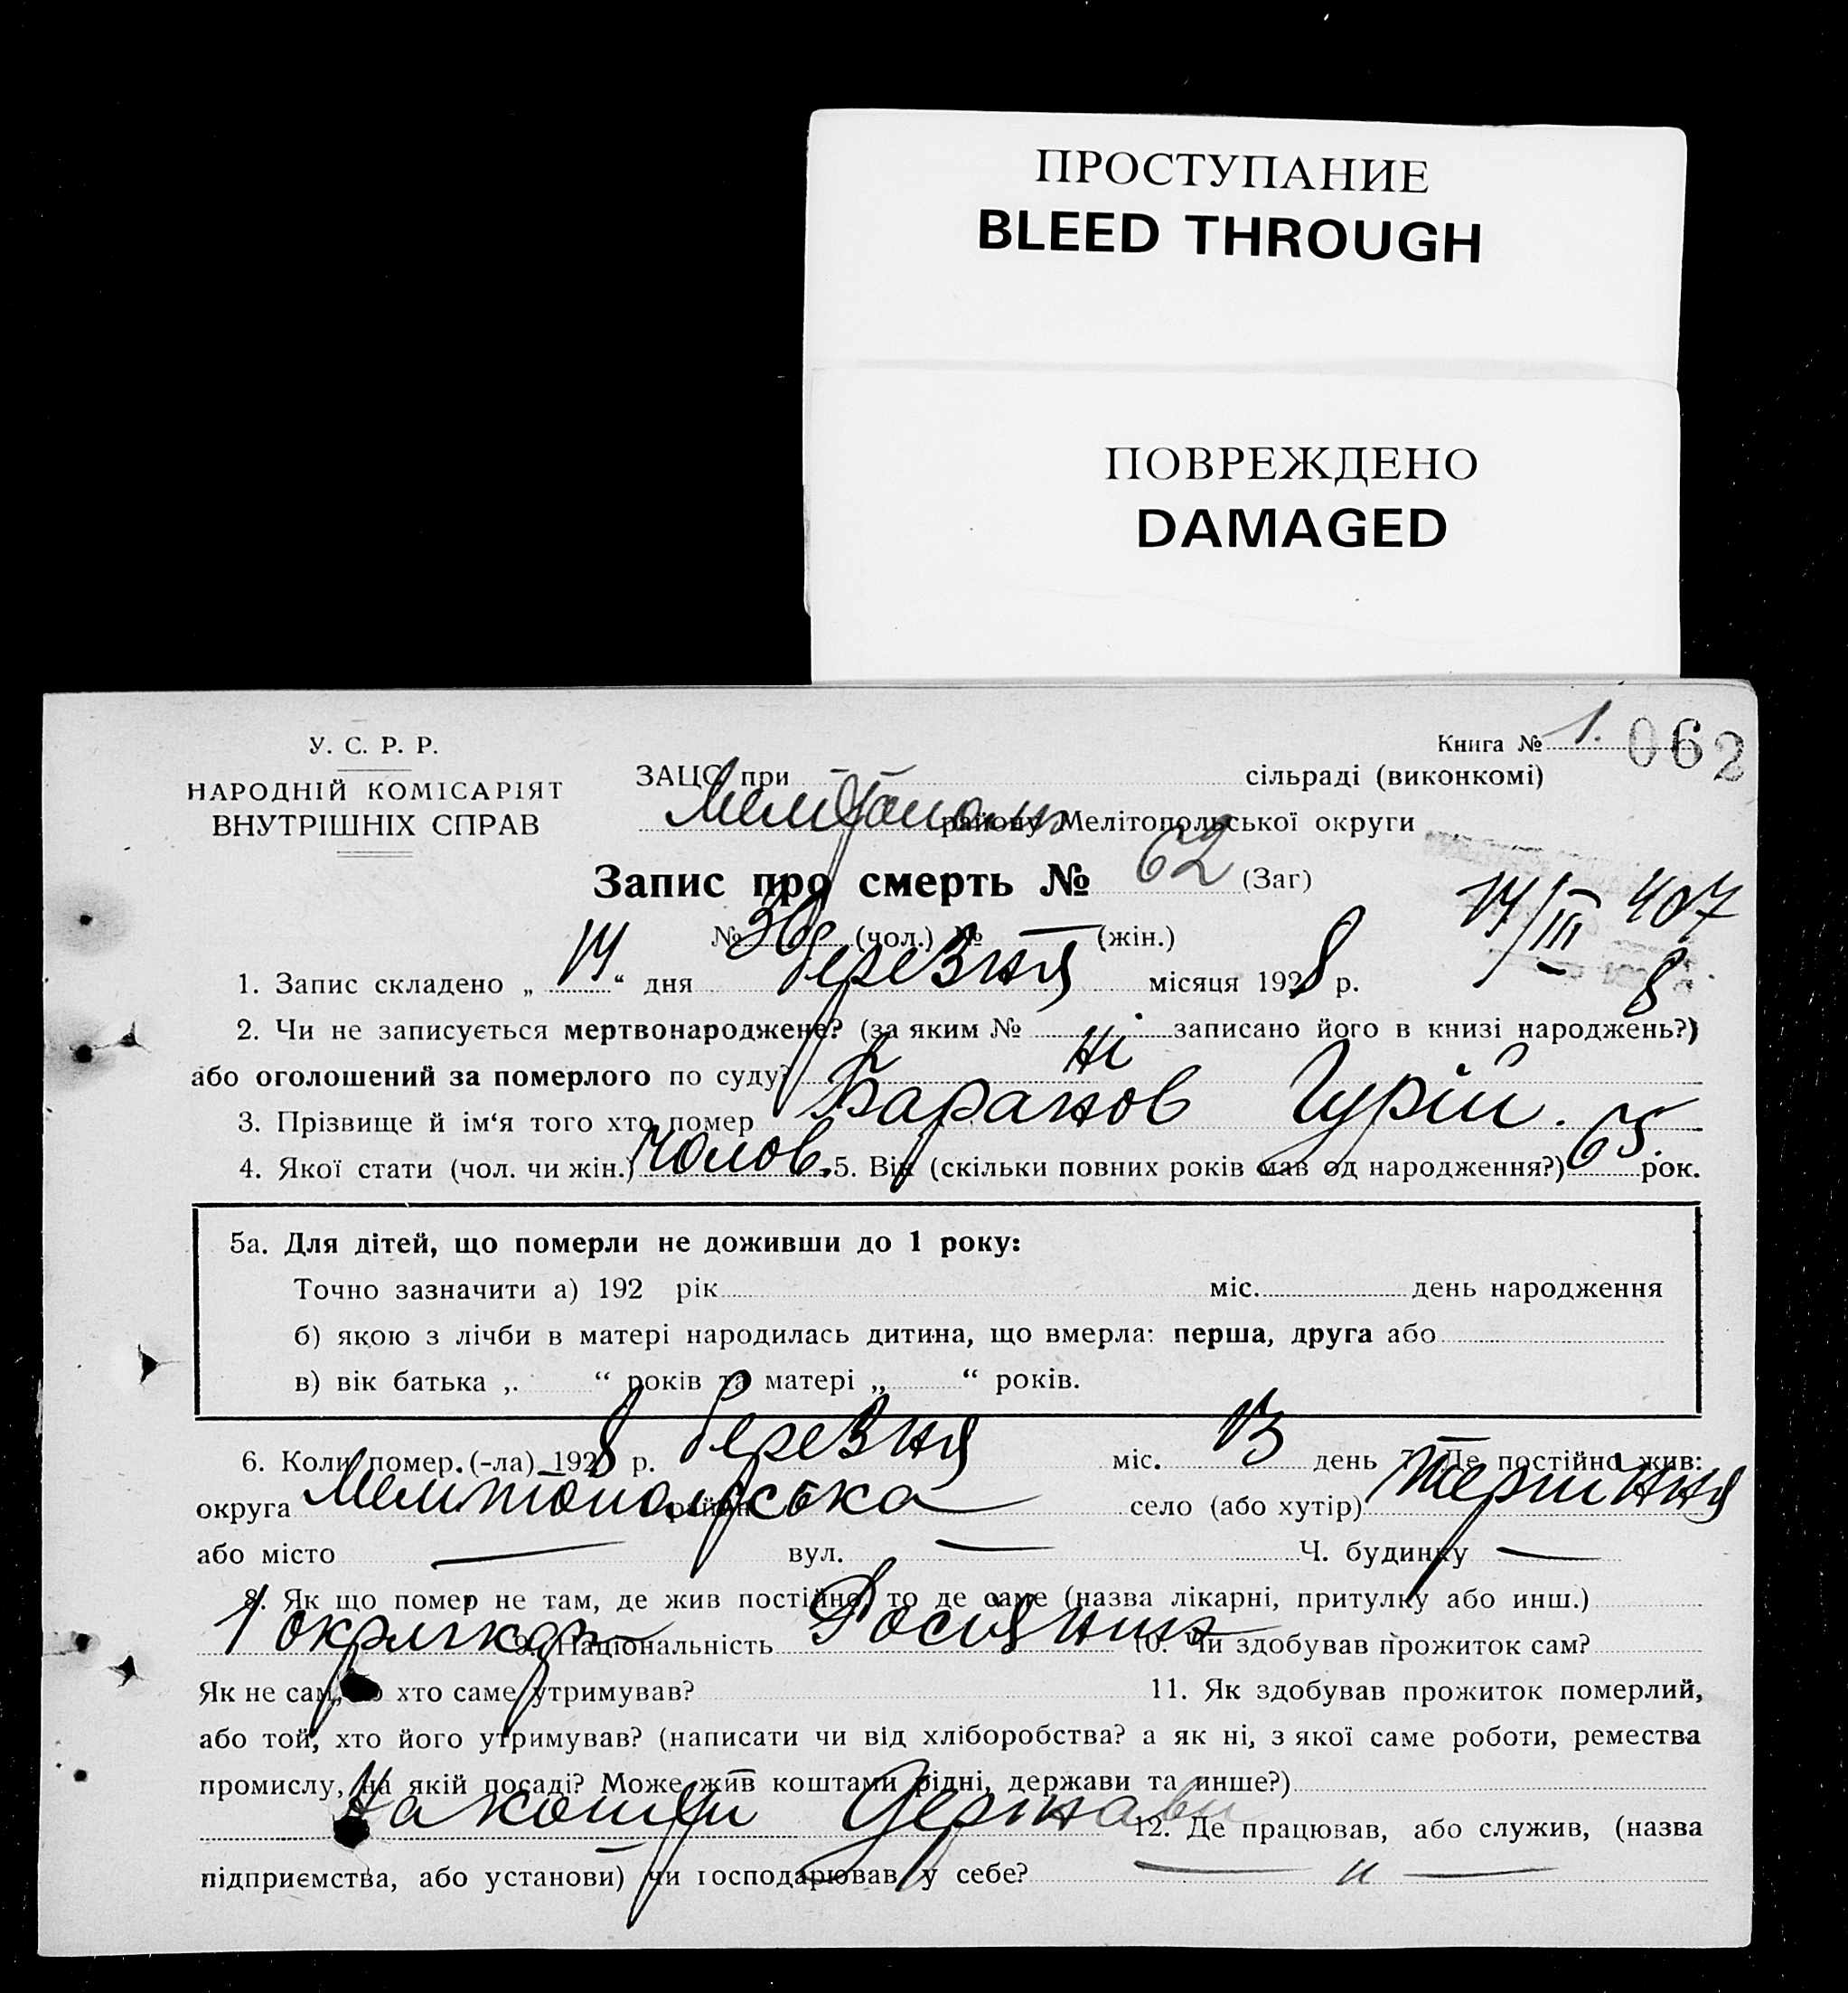 ПРОСТУПАНИЕ
BLEED THROUGH
ПОВРЕЖДЕНО
DAMAGED
У. С. Р. Р.
НАРОДНІЙ КОМІСАРІЯТ
ВНУТРІШНІХ СПРАВ
Книга № 1. 062
ЗАЦС при сільраді (виконкомі)
району Мелітопольської округи
Запис про смерть № 62 (Заг)
№ 36 (чол.) № — (жін.)
14/III 407
8
1. Запис складено „ 14 “ дня березня місяця 1928 р.
2. Чи не записується мертвонароджене? (за яким № записано його в книзі народжень?)
або оголошений за померлого по суду? ні
3. Прізвище й ім‘я того хто помер Баранов Гурій.
4. Якої стати (чол. чи жін.) чолов. 5. Вік (скільки повних років мав од народження?) 65 рок.
5а. Для дітей, що померли не доживши до 1 року:
Точно зазначити а) 192 рік міс. день народження
б) якою з лічби в матері народилась дитина, що вмерла: перша, друга або
в) вік батька „ “ років та матері „ “ років.
6. Коли помер. (-ла) 1928 р. березня міс. 13 день 7. Де постійно жив:
округа Мелітопольська район село (або хутір) Терпіння
або місто — вул. — Ч. будинку —
8. Як що помер не там, де жив постійно, то де саме (назва лікарні, притулку або инш.)
1 окрлікар 9. Національність Росіянин 10. Чи здобував прожиток сам?
Як не сам, то хто саме утримував? 11. Як здобував прожиток померлий,
або той, хто його утримував? (написати чи від хліборобства? а як ні, з якої саме роботи, ремества
промислу, на якій посаді? Може жив коштами рідні, держави та инше?)
На кошти Держави 12. Де працював, або служив, (назва
підприємства, або установи) чи господарював у себе? — „ —